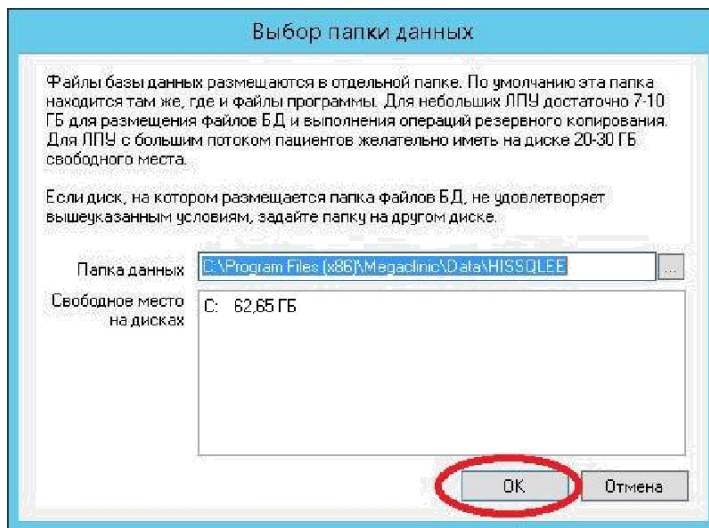 Выбор папки данных
Файлы базы данных размещаются в отдельной папке. По умолчанию эта папка
находится там же, где и файлы программы. Для небольших ЛПУ достаточно 7-10
ГБ для размещения файлов БД и выполнения операций резервного копирования.
Для ЛПУ с большим потоком пациентов желательно иметь на диске 20-30 ГБ
свободного места.
Если диск, на котором размещается папка файлов БД, не удовлетворяет
вышеуказанным условиям, задайте папку на другом диске.
Папка данных C:\Program Files (x86)\Megaclinic\Data\HISSQLEE ...
Свободное место
на дисках
C: 62,65 ГБ
OK Отмена